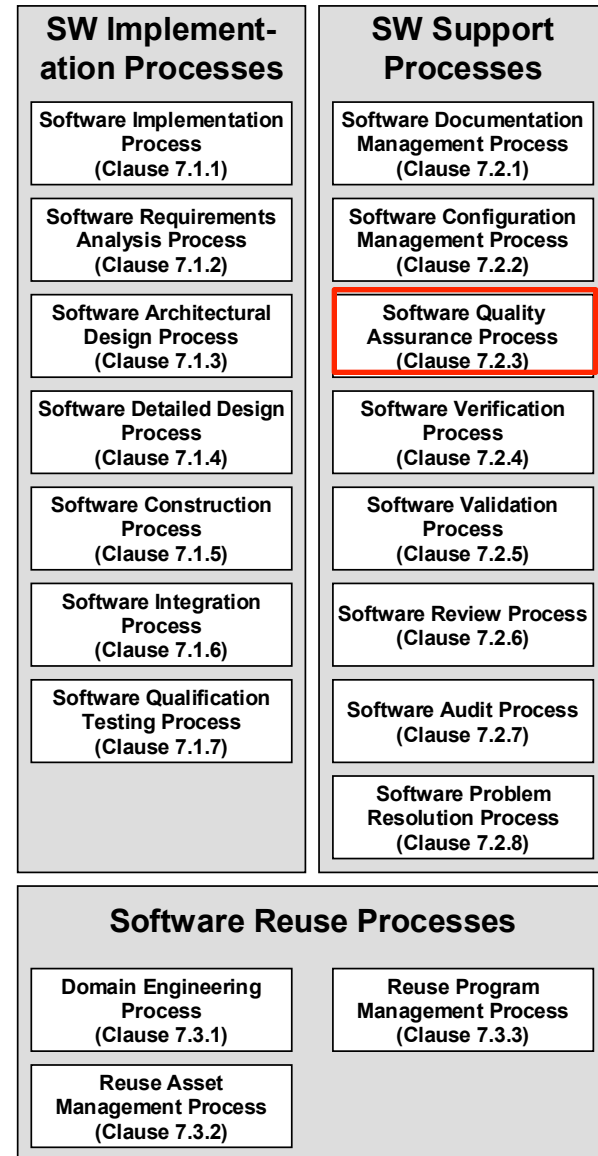 SW Implement-
ation Processes
Software Implementation
Process
(Clause 7.1.1)
Software Requirements
Analysis Process
(Clause 7.1.2)
Software Architectural
Design Process
(Clause 7.1.3)
Software Detailed Design
Process
(Clause 7.1.4)
Software Construction
Process
(Clause 7.1.5)
Software Integration
Process
(Clause 7.1.6)
Software Qualification
Testing Process
(Clause 7.1.7)
SW Support
Processes
Software Documentation
Management Process
(Clause 7.2.1)
Software Configuration
Management Process
(Clause 7.2.2)
Software Quality
Assurance Process
(Clause 7.2.3)
Software Verification
Process
(Clause 7.2.4)
Software Validation
Process
(Clause 7.2.5)
Software Review Process
(Clause 7.2.6)
Software Audit Process
(Clause 7.2.7)
Software Problem
Resolution Process
(Clause 7.2.8)
Software Reuse Processes
Domain Engineering
Process
(Clause 7.3.1)
Reuse Asset
Management Process
(Clause 7.3.2)
Reuse Program
Management Process
(Clause 7.3.3)